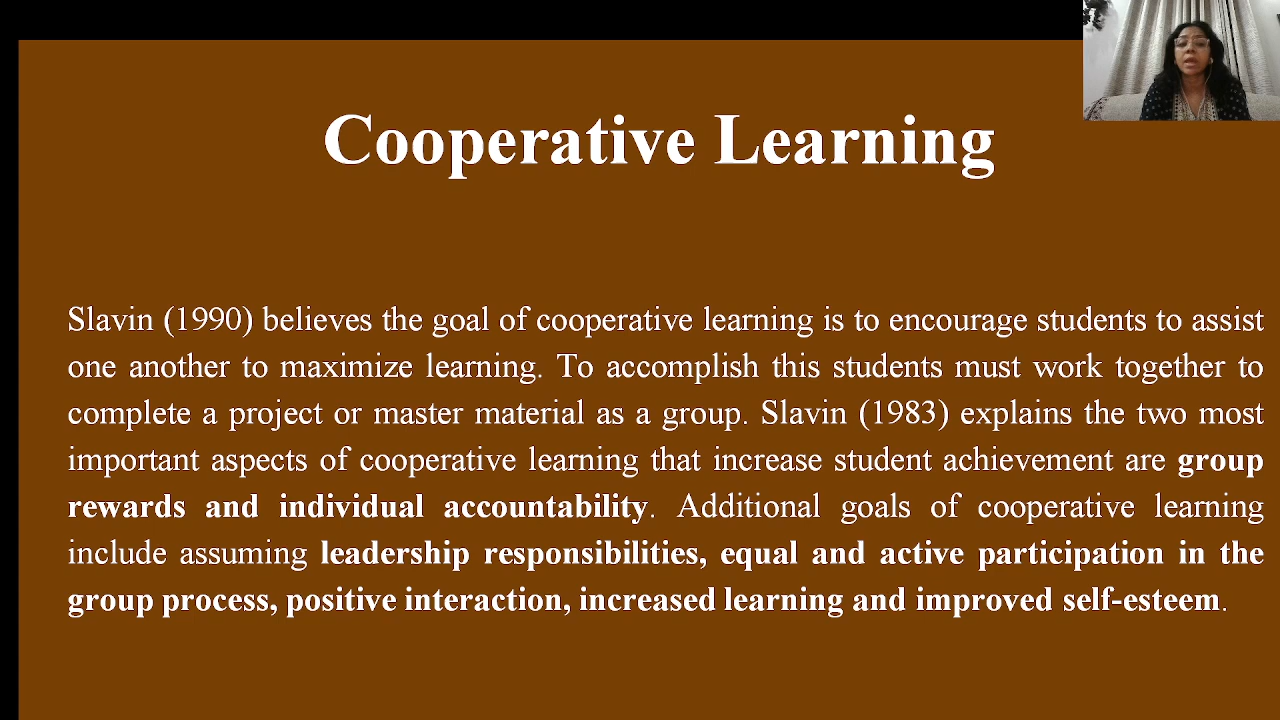 Cooperative Learning
Slavin (1990) believes the goal of cooperative learning is to encourage students to assist
one another to maximize learning. To accomplish this students must work together to
complete a project or master material as a group. Slavin (1983) explains the two most
important aspects of cooperative learning that increase student achievement are group
rewards and individual accountability. Additional goals of cooperative learning
include assuming leadership responsibilities, equal and active participation in the
group process, positive interaction, increased learning and improved self-esteem.